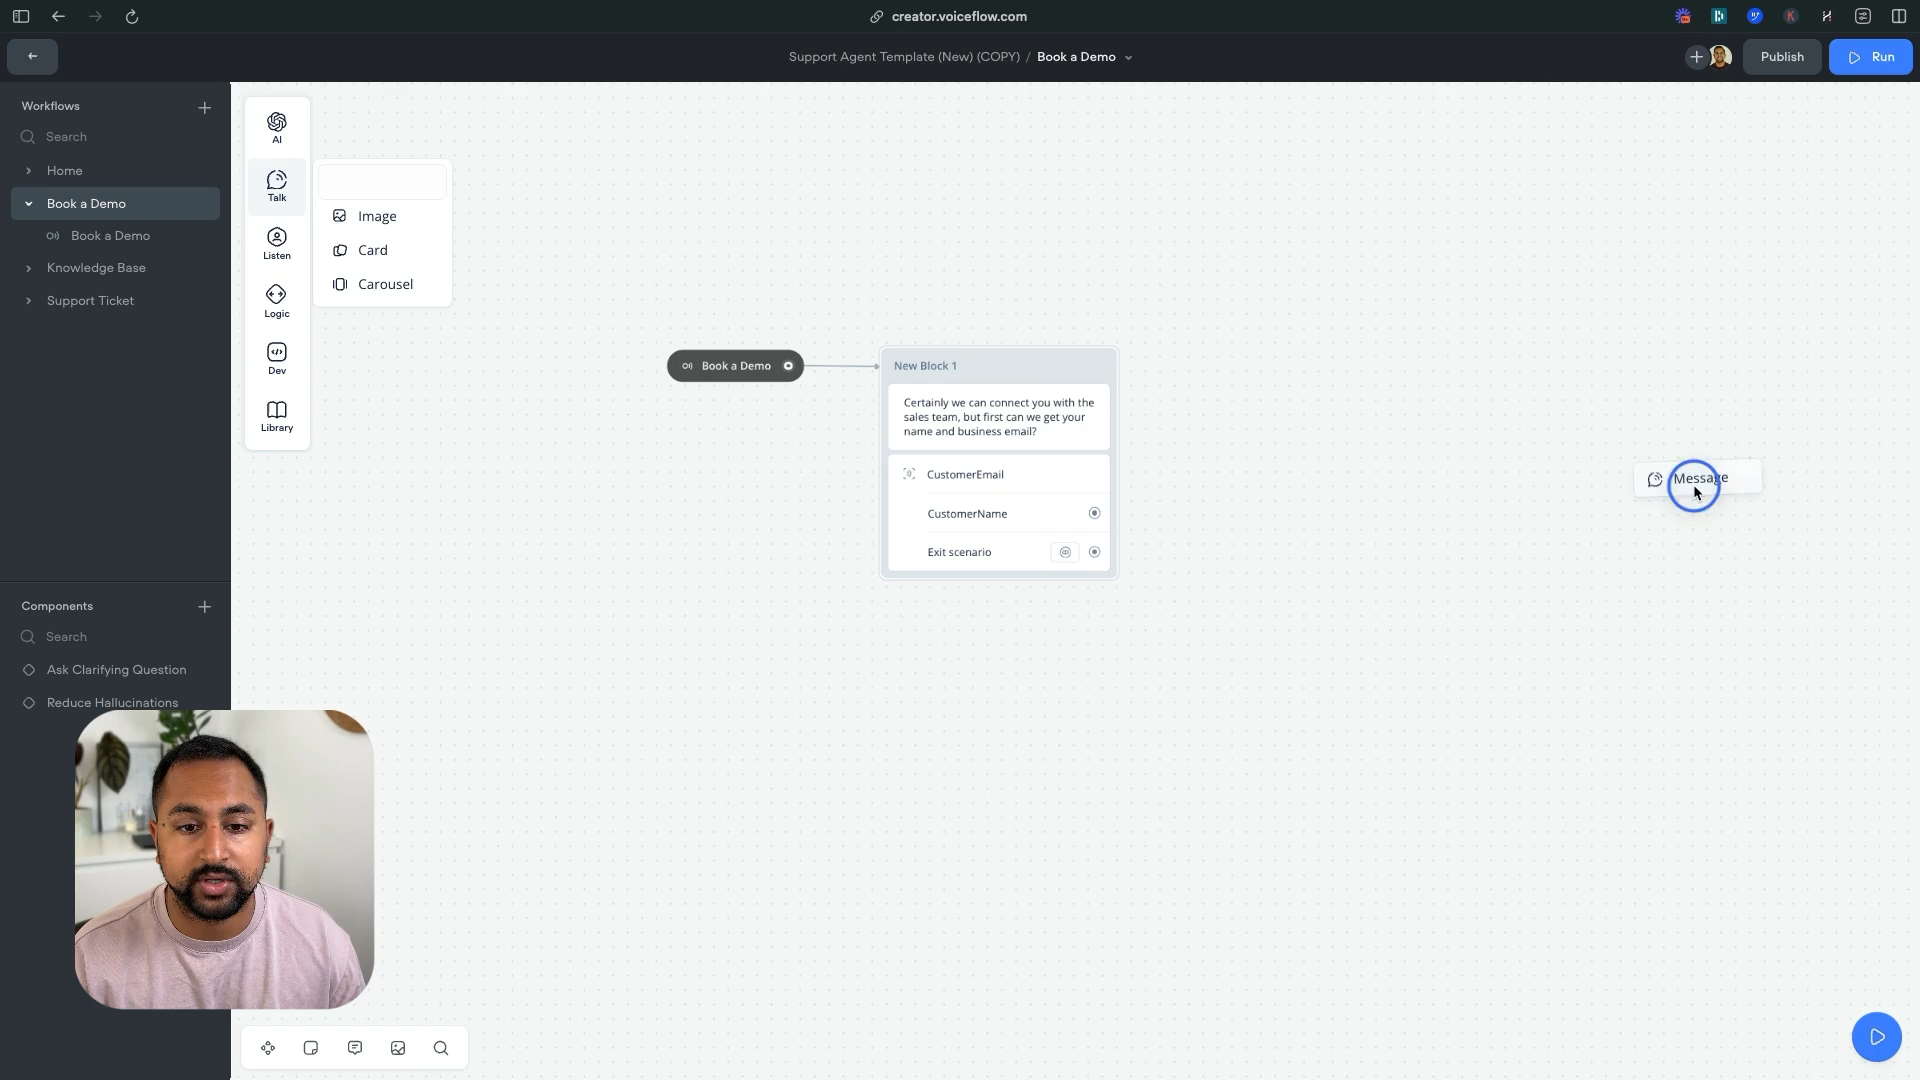 creator.voiceflow.com
Support Agent Template (New) (COPY) / Book a Demo
Publish
Run
Workflows
Search
Home
Book a Demo
Book a Demo
Knowledge Base
Support Ticket
Components
Search
Ask Clarifying Question
Reduce Hallucinations
AI
Talk
Listen
Logic
Dev
Library
Image
Card
Carousel
Book a Demo
New Block 1
Certainly we can connect you with the
sales team, but first can we get your
name and business email?
CustomerEmail
CustomerName
Exit scenario
Message